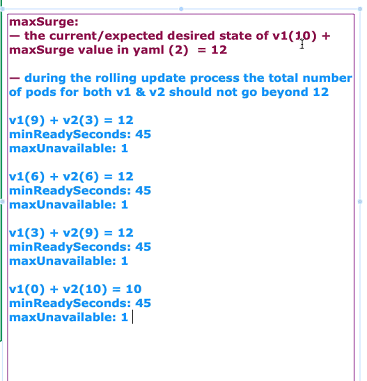 maxSurge:
— the current/expected desired state of v1(10) +
maxSurge value in yaml (2)  = 12
— during the rolling update process the total number
of pods for both v1 & v2 should not go beyond 12
v1(9) + v2(3) = 12
minReadySeconds: 45
maxUnavailable: 1
v1(6) + v2(6) = 12
minReadySeconds: 45
maxUnavailable: 1
v1(3) + v2(9) = 12
minReadySeconds: 45
maxUnavailable: 1
v1(0) + v2(10) = 10
minReadySeconds: 45
maxUnavailable: 1